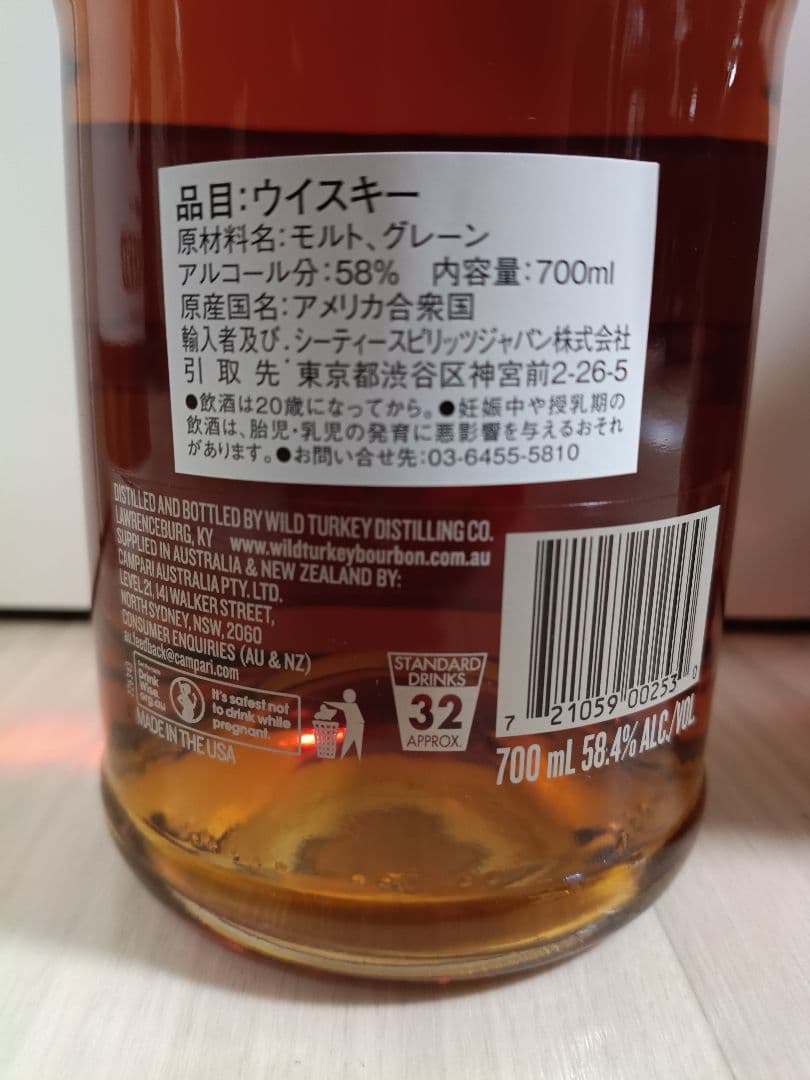 品目:ウイスキー
原材料名:モルト、グレーン
アルコール分:58% 内容量:700ml
原産国名:アメリカ合衆国
輸入者及び.シーティースピリッツジャパン株式会社
引取先 東京都渋谷区神宮前2-26-5
●飲酒は20歳になってから。●妊娠中や授乳期の
飲酒は、胎児・乳児の発育に悪影響を与えるおそれ
があります。●お問い合せ先:03-6455-5810
DISTILLED AND BOTTLED BY WILD TURKEY DISTILLING CO.
LAWRENCEBURG, KY www.wildturkeybourbon.com.au
SUPPLIED IN AUSTRALIA & NEW ZEALAND BY:
CAMPARI AUSTRALIA PTY. LTD.
LEVEL 21, 141 WALKER STREET,
NORTH SYDNEY, NSW, 2060
CONSUMER ENQUIRIES (AU & NZ)
au.feedback@campari.com
Get the facts
Drink
Wise.
org.au
It's safest not
to drink while
pregnant.
MADE IN THE USA
STANDARD
DRINKS
32
APPROX.
7 21059 00253 0
700 mL 58.4% ALC./VOL.